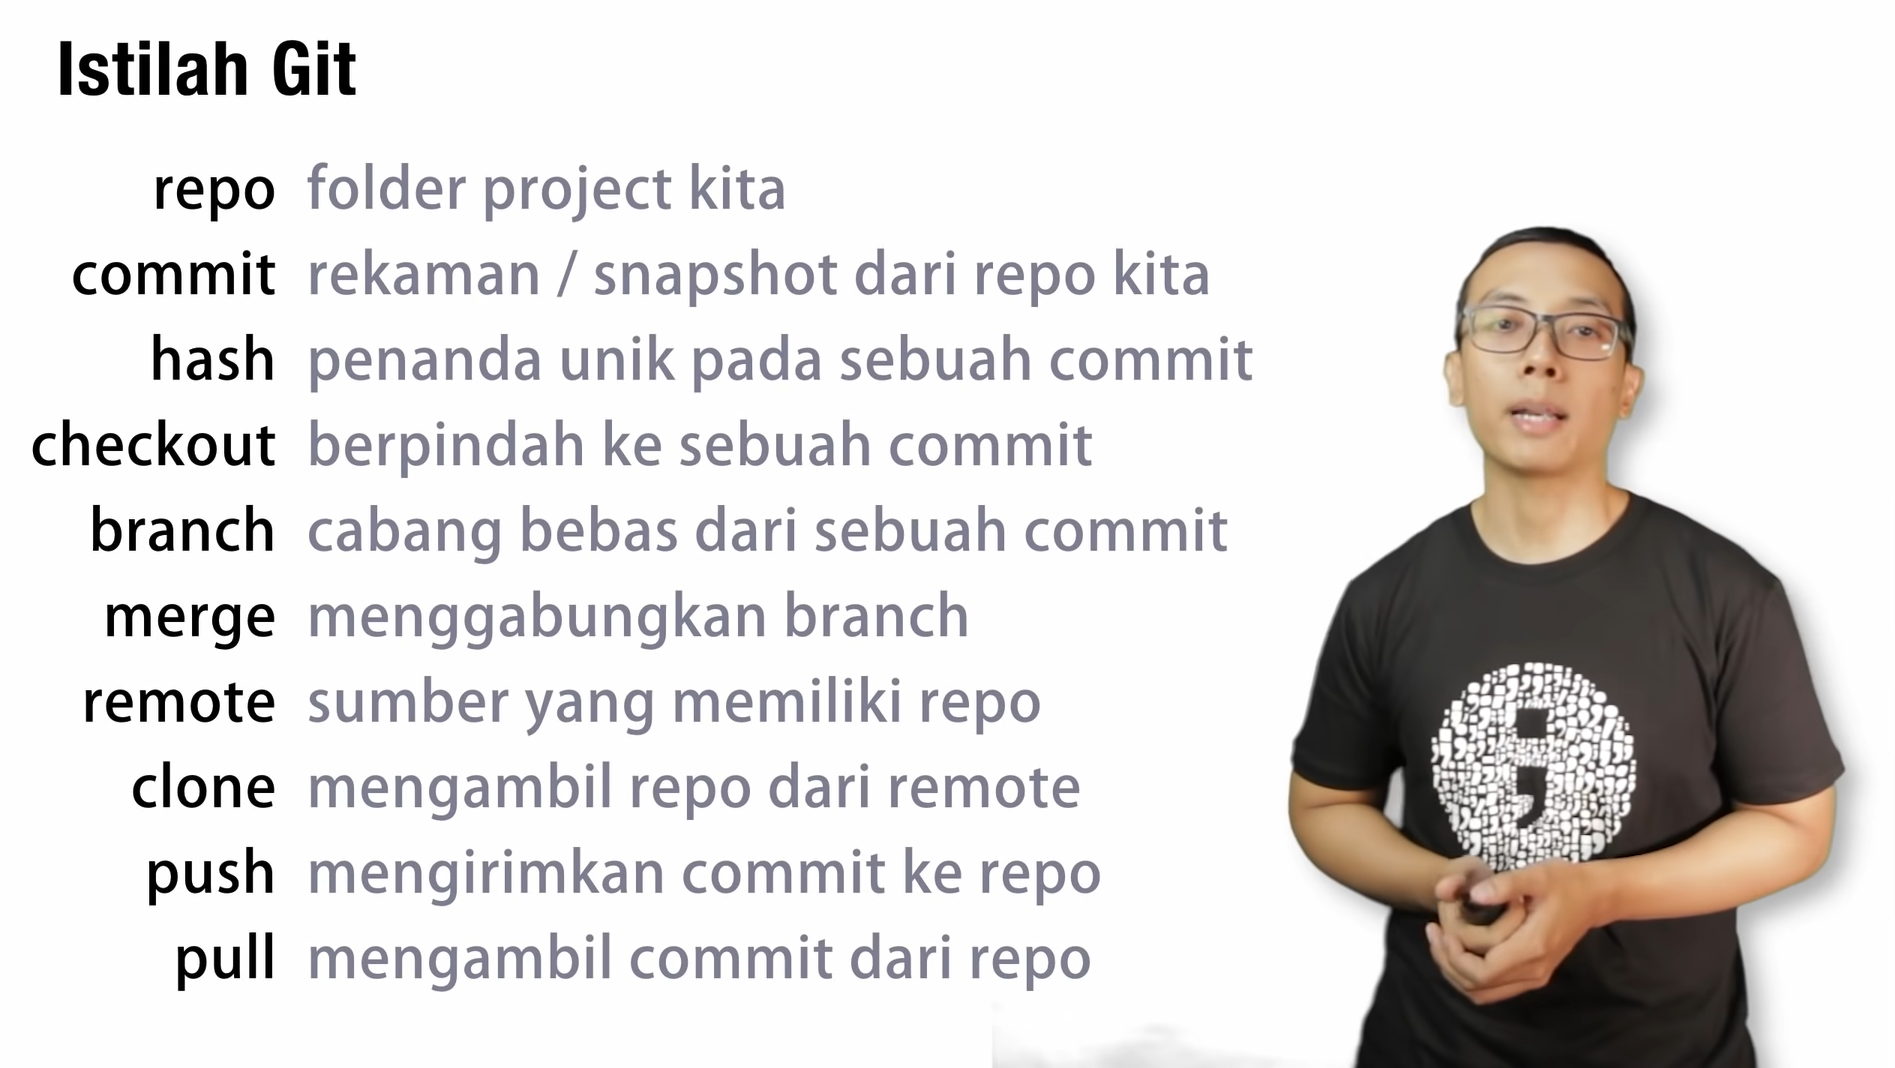 Istilah Git
repo folder project kita
commit rekaman / snapshot dari repo kita
hash penanda unik pada sebuah commit
checkout berpindah ke sebuah commit
branch cabang bebas dari sebuah commit
merge menggabungkan branch
remote sumber yang memiliki repo
clone mengambil repo dari remote
push mengirimkan commit ke repo
pull mengambil commit dari repo